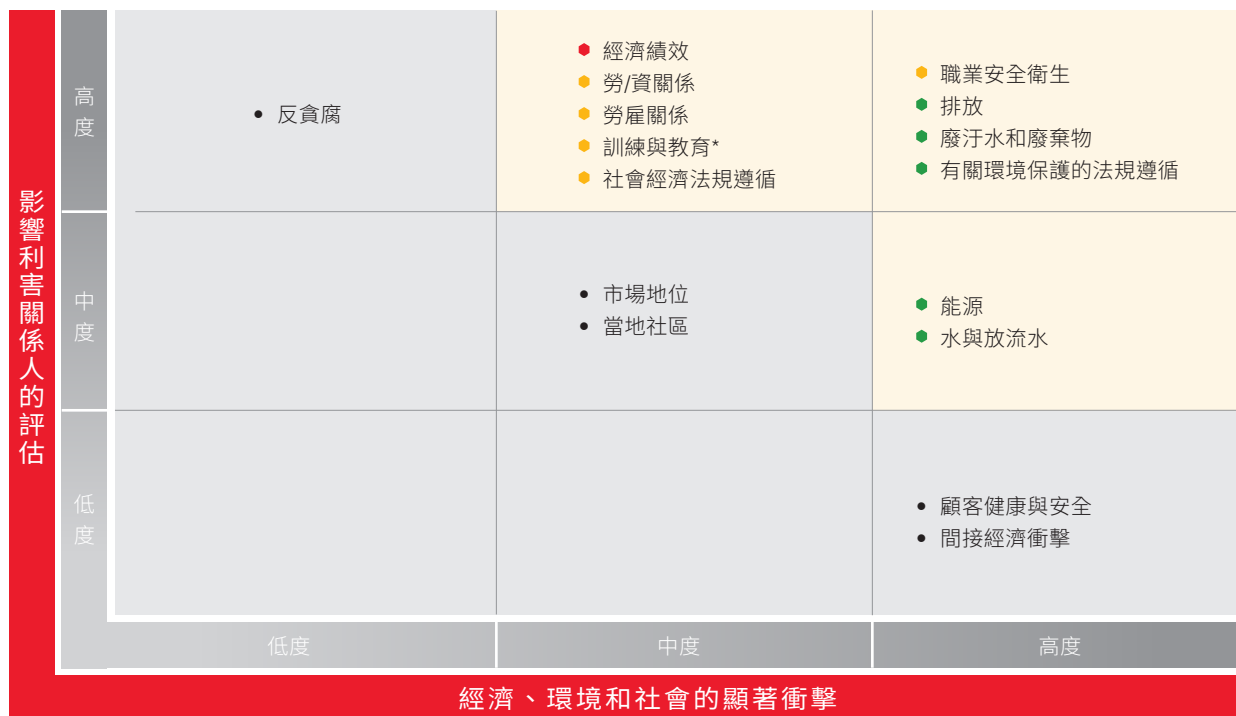 影響利害關係人的評估
高度
反貪腐
經濟績效
勞/資關係
勞雇關係
訓練與教育*
社會經濟法規遵循
職業安全衛生
排放
廢汙水和廢棄物
有關環境保護的法規遵循
中度
市場地位
當地社區
能源
水與放流水
低度
顧客健康與安全
間接經濟衝擊
低度
中度
高度
經濟、環境和社會的顯著衝擊